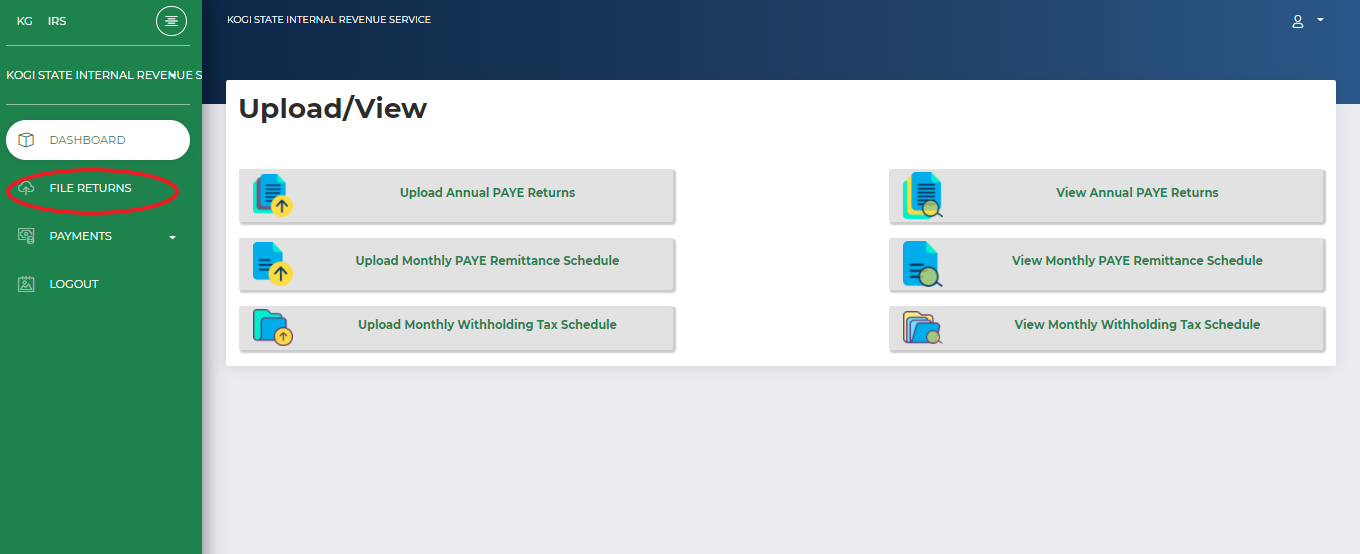 KG IRS
KOGI STATE INTERNAL REVENUE S
DASHBOARD
FILE RETURNS
PAYMENTS
LOGOUT
KOGI STATE INTERNAL REVENUE SERVICE
Upload/View
Upload Annual PAYE Returns
View Annual PAYE Returns
Upload Monthly PAYE Remittance Schedule
View Monthly PAYE Remittance Schedule
Upload Monthly Withholding Tax Schedule
View Monthly Withholding Tax Schedule